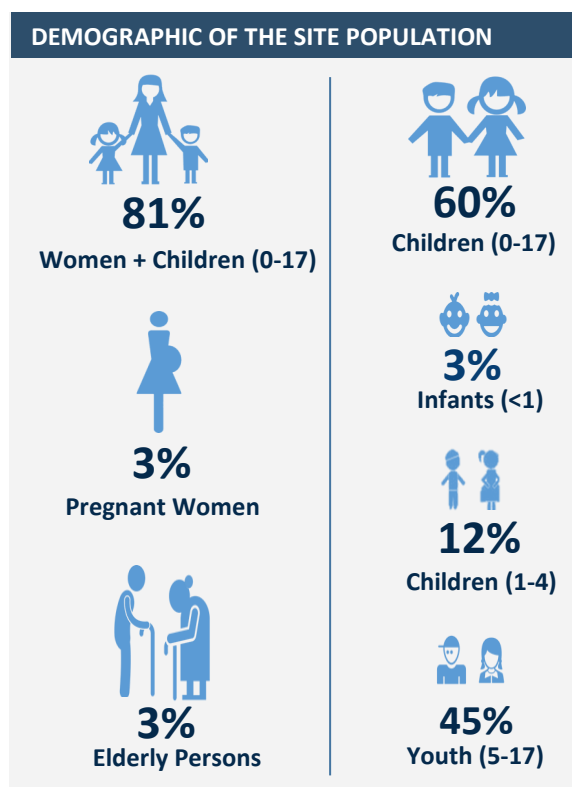 DEMOGRAPHIC OF THE SITE POPULATION
81%
Women + Children (0-17)
3%
Pregnant Women
3%
Elderly Persons
60%
Children (0-17)
3%
Infants (<1)
12%
Children (1-4)
45%
Youth (5-17)